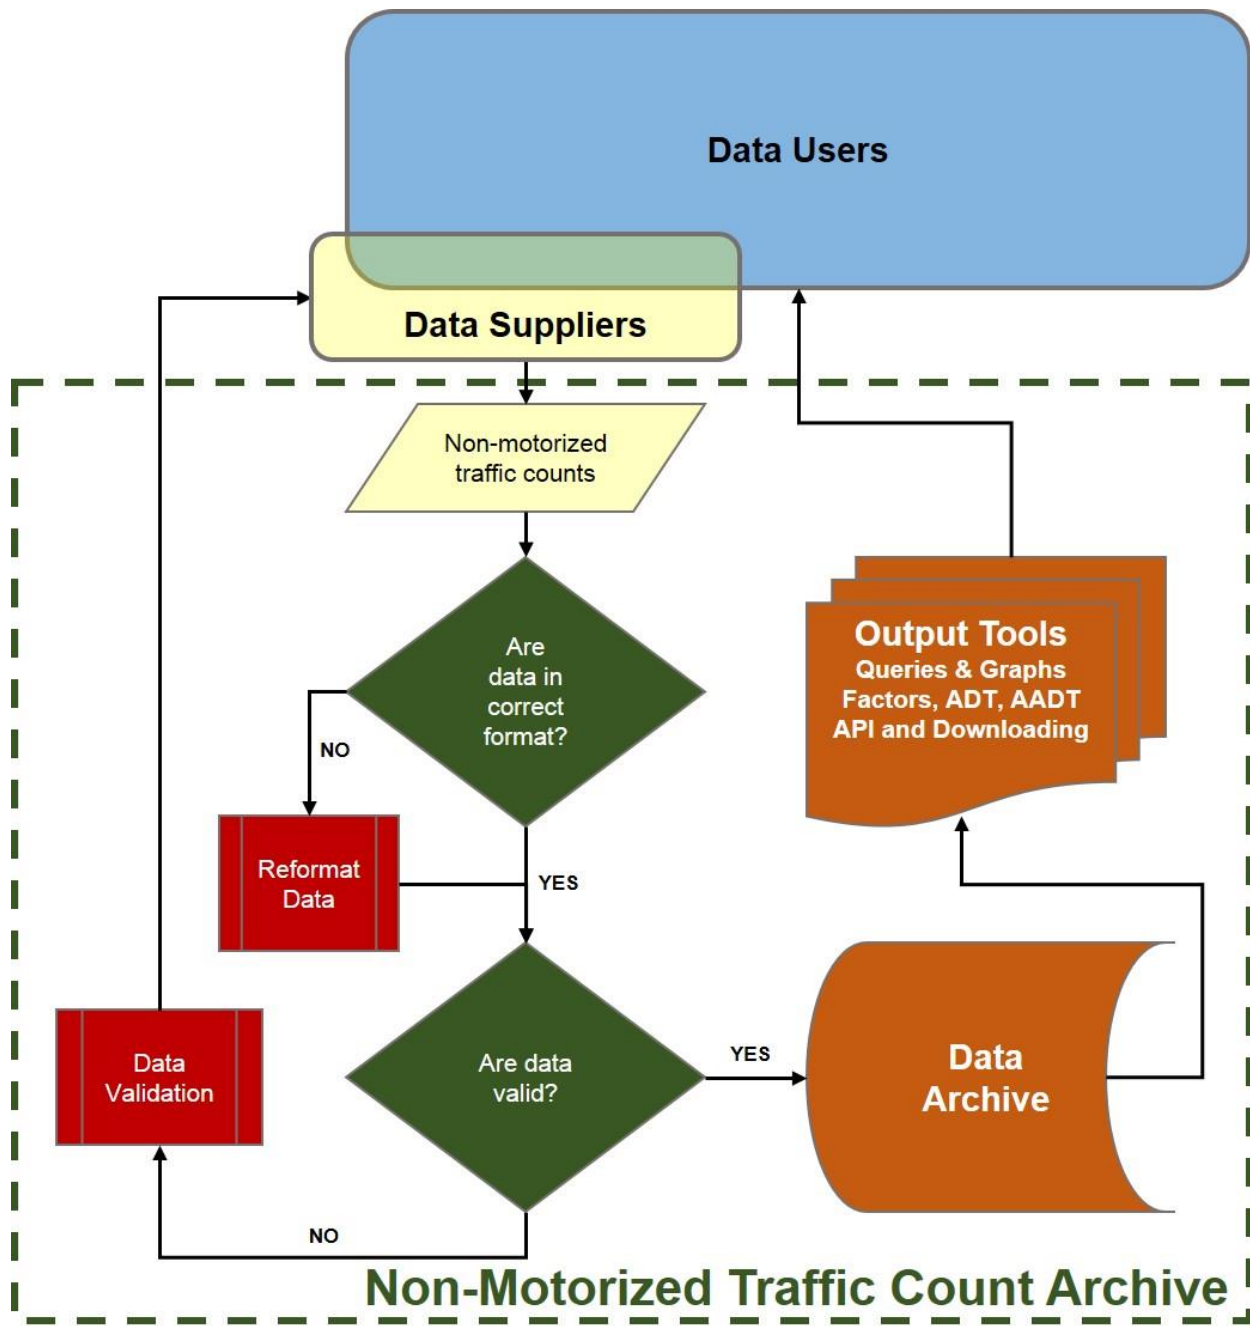 Data Users
Data Suppliers
Non-motorized
traffic counts
Are
data in
correct
format?
NO
Reformat
Data
YES
Output Tools
Queries & Graphs
Factors, ADT, AADT
API and Downloading
Data
Validation
Are data
valid?
YES
Data
Archive
NO
Non-Motorized Traffic Count Archive